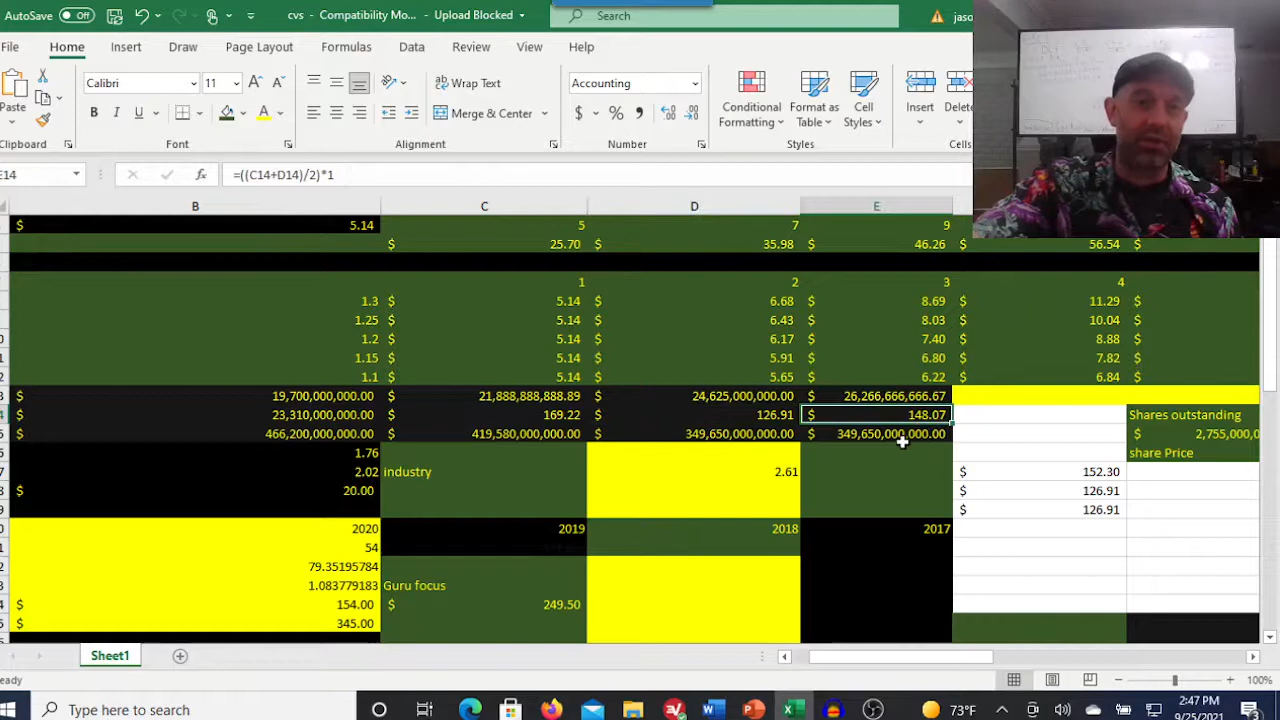 AutoSave Off cvs - Compatibility Mo... - Upload Blocked Search jaso
File Home Insert Draw Page Layout Formulas Data Review View Help
Calibri 11 Wrap Text Accounting
Paste B I U Merge & Center $ % Conditional Formatting Format as Table Cell Styles Insert Delet
Clipboard Font Alignment Number Styles Cells
E14 fx =((C14+D14)/2)*1
B C D E
$ 5.14 5 7 9
$ 25.70 $ 35.98 $ 46.26 $ 56.54 $
1 2 3 4
1.3 $ 5.14 $ 6.68 $ 8.69 $ 11.29 $
1.25 $ 5.14 $ 6.43 $ 8.03 $ 10.04 $
1.2 $ 5.14 $ 6.17 $ 7.40 $ 8.88 $
1.15 $ 5.14 $ 5.91 $ 6.80 $ 7.82 $
1.1 $ 5.14 $ 5.65 $ 6.22 $ 6.84 $
$ 19,700,000,000.00 $ 21,888,888,888.89 $ 24,625,000,000.00 $ 26,266,666,666.67
$ 23,310,000,000.00 $ 169.22 $ 126.91 $ 148.07 Shares outstanding
$ 466,200,000,000.00 $ 419,580,000,000.00 $ 349,650,000,000.00 $ 349,650,000,000.00 $ 2,755,000,0
1.76 share Price
2.02 industry 2.61 $ 152.30
$ 20.00 $ 126.91
$ 126.91
2020 2019 2018 2017
54
79.35195784
1.083779183 Guru focus
$ 154.00 $ 249.50
$ 345.00
Sheet1
eady 100%
Type here to search 73°F 2:47 PM
9/25/2021